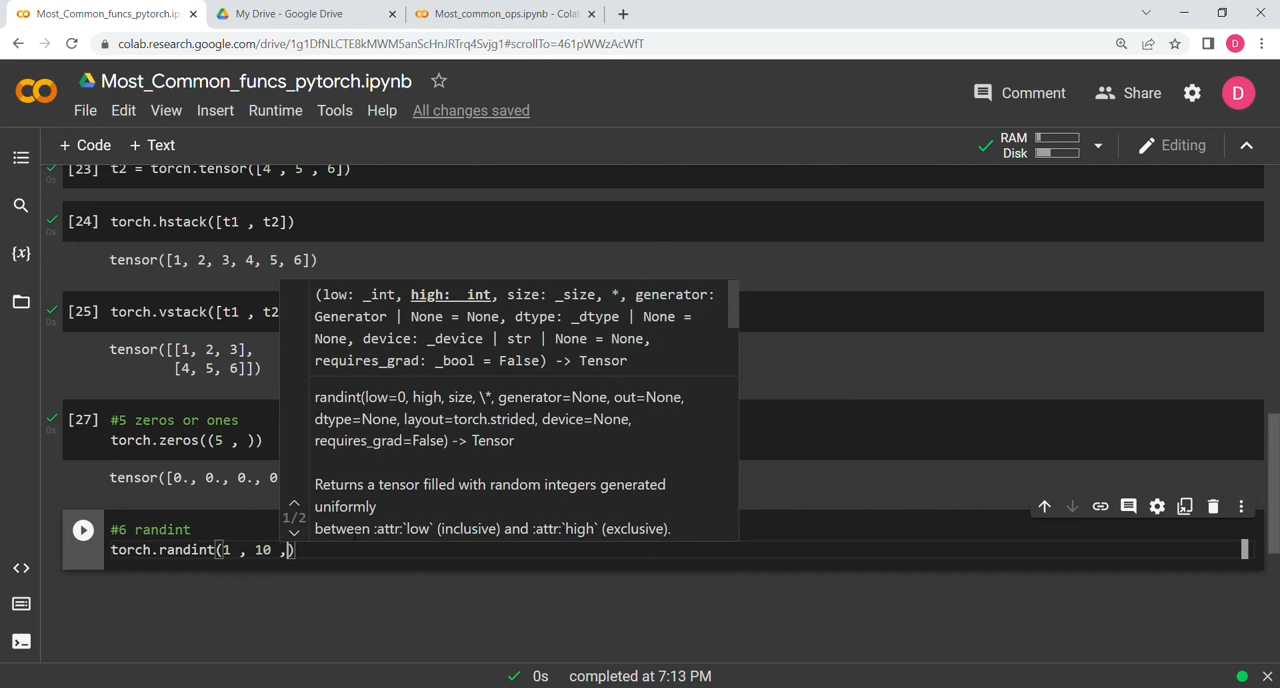 Most_Common_funcs_pytorch.ip
My Drive - Google Drive
Most_common_ops.ipynb - Cola
colab.research.google.com/drive/1g1DfNLCTE8kMWM5anScHnJRTrq4Svjg1#scrollTo=461pWWzAcWfT
D
Most_Common_funcs_pytorch.ipynb
File Edit View Insert Runtime Tools Help All changes saved
Comment Share D
+ Code + Text
RAM
Disk
Editing
[23] t2 = torch.tensor([4 , 5 , 6])
0s
[24] torch.hstack([t1 , t2])
0s
tensor([1, 2, 3, 4, 5, 6])
[25] torch.vstack([t1 , t2
0s
tensor([[1, 2, 3],
[4, 5, 6]])
[27] #5 zeros or ones
0s
torch.zeros((5 , ))
tensor([0., 0., 0., 0
(low: _int, high: _int, size: _size, *, generator:
Generator | None = None, dtype: _dtype | None =
None, device: _device | str | None = None,
requires_grad: _bool = False) -> Tensor
randint(low=0, high, size, \*, generator=None, out=None,
dtype=None, layout=torch.strided, device=None,
requires_grad=False) -> Tensor
Returns a tensor filled with random integers generated
uniformly
between :attr:`low` (inclusive) and :attr:`high` (exclusive).
1/2
#6 randint
torch.randint(1 , 10 ,)
{x}
0s completed at 7:13 PM